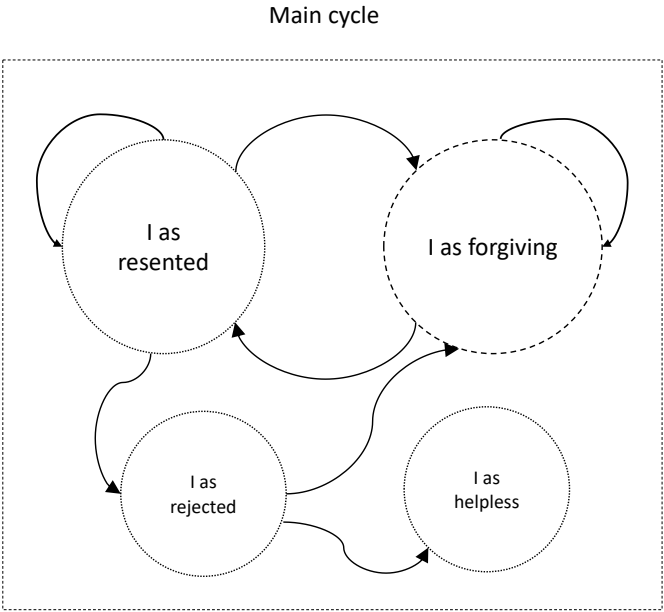 Main cycle
I as
resented
I as forgiving
I as
rejected
I as
helpless